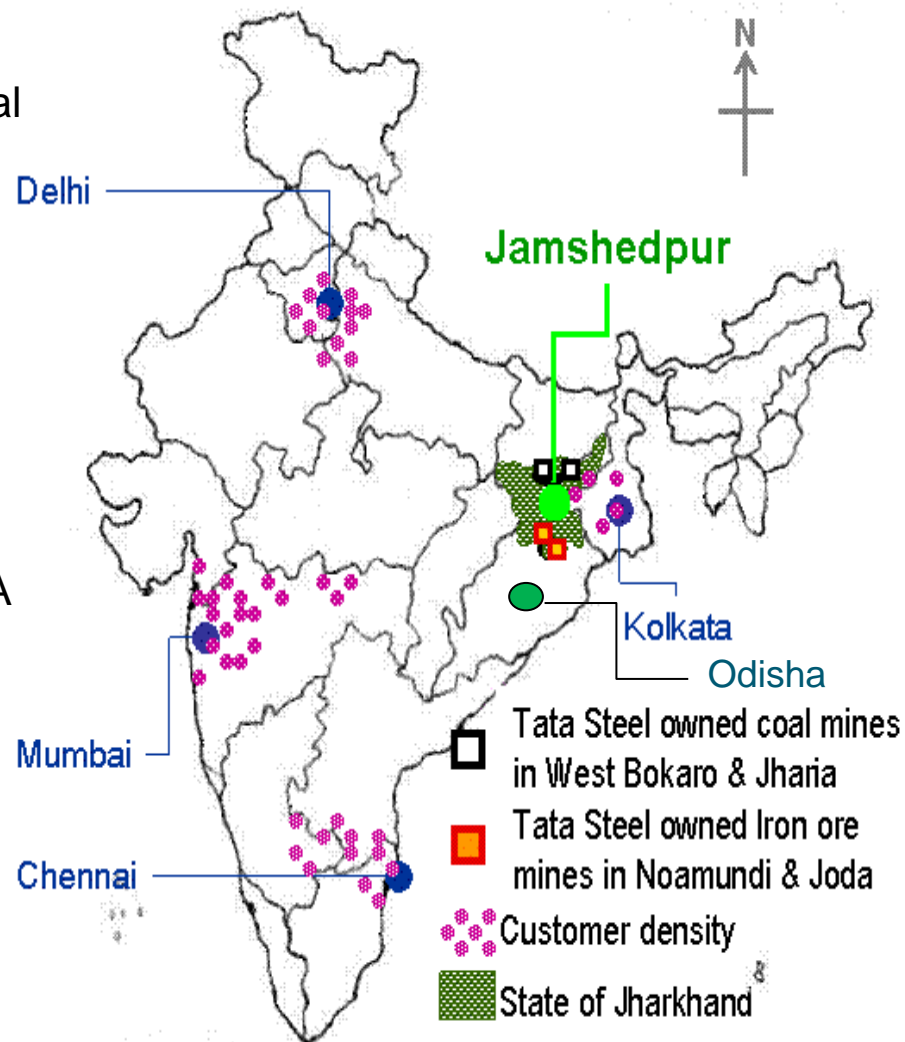 N
al
Delhi
Jamshedpur
A
Kolkata
Odisha
Mumbai
Tata Steel owned coal mines
in West Bokaro & Jharia
Tata Steel owned Iron ore
mines in Noamundi & Joda
Chennai
Customer density
State of Jharkhand